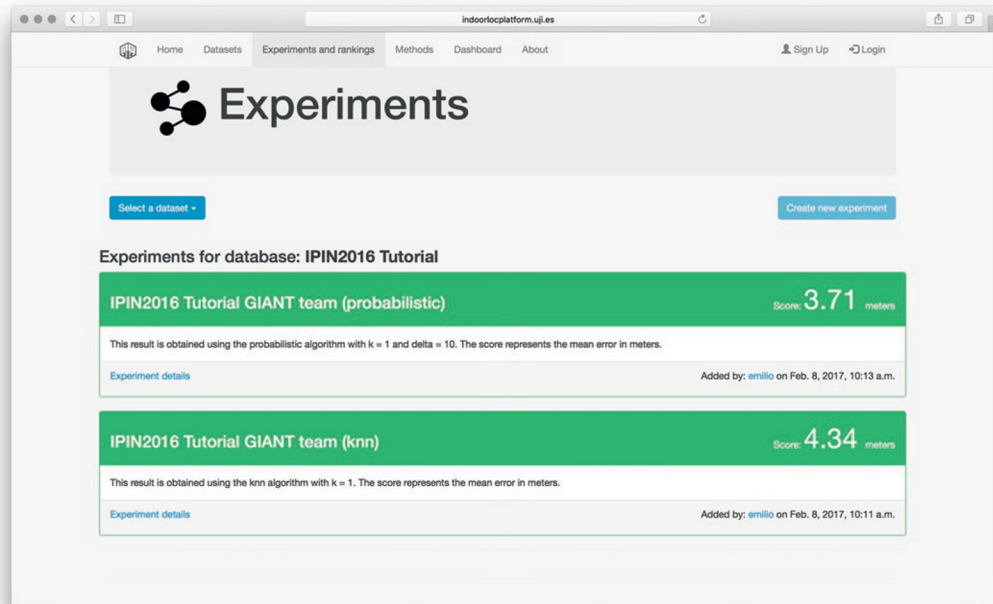 indoorlocplatform.uji.es
Home Datasets Experiments and rankings Methods Dashboard About Sign Up Login
Experiments
Select a dataset Create new experiment
Experiments for database: IPIN2016 Tutorial
IPIN2016 Tutorial GIANT team (probabilistic) Score: 3.71 meters
This result is obtained using the probabilistic algorithm with k = 1 and delta = 10. The score represents the mean error in meters.
Experiment details Added by: emilio on Feb. 8, 2017, 10:13 a.m.
IPIN2016 Tutorial GIANT team (knn) Score: 4.34 meters
This result is obtained using the knn algorithm with k = 1. The score represents the mean error in meters.
Experiment details Added by: emilio on Feb. 8, 2017, 10:11 a.m.